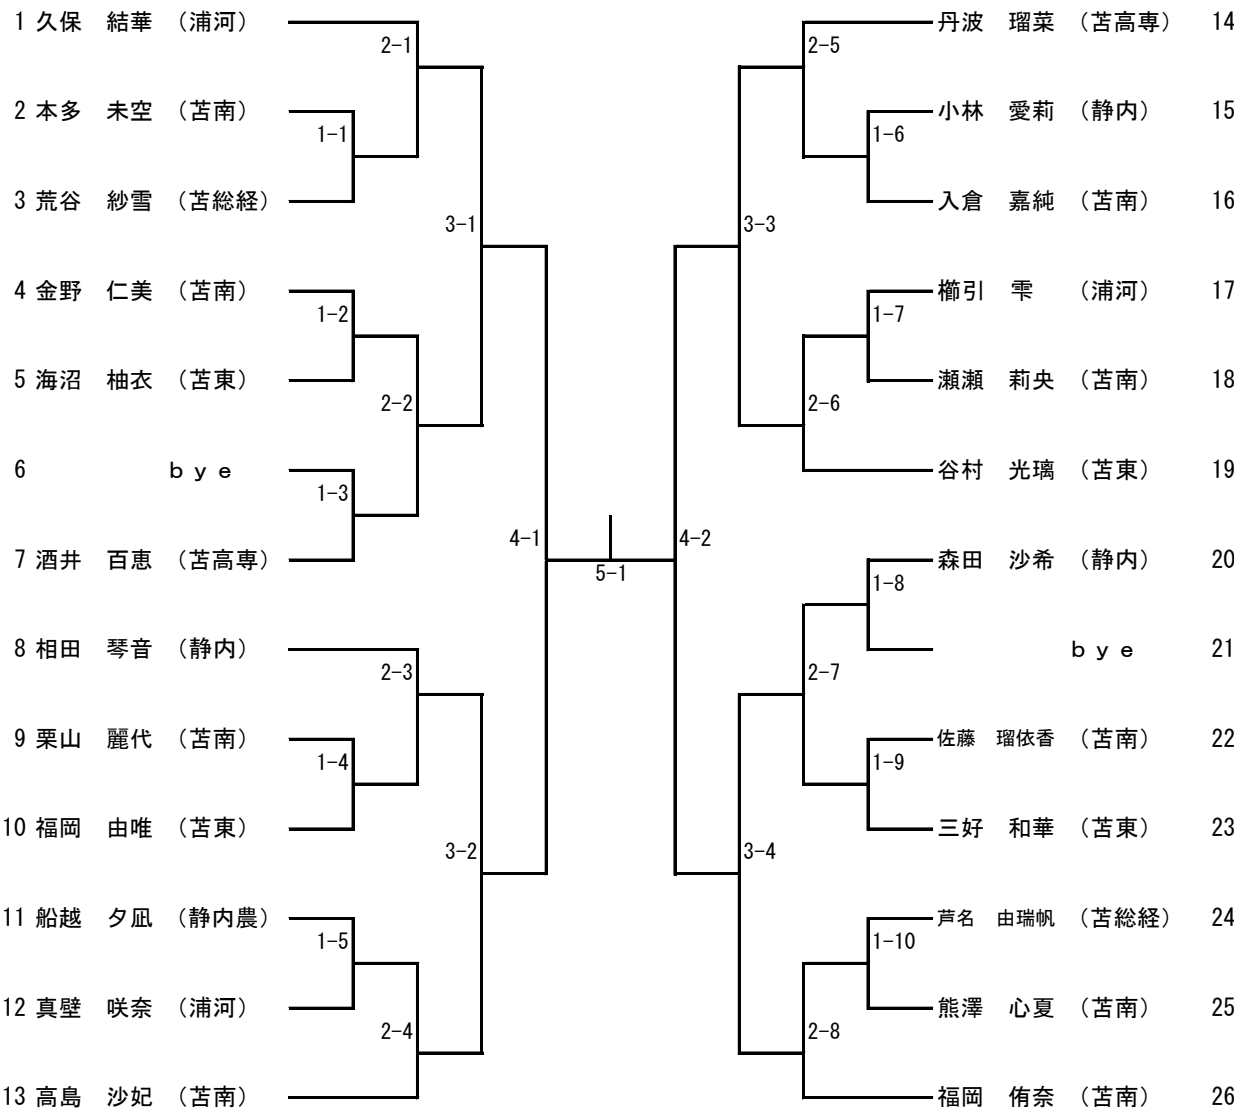 1 久保　結華　（浦河）
2-1
2 本多　未空　（苫南）
1-1
3 荒谷　紗雪　（苫総経）
3-1
4 金野　仁美　（苫南）
1-2
5 海沼　柚衣　（苫東）
2-2
6 ｂｙｅ
1-3
7 酒井　百恵　（苫高専）
4-1
8 相田　琴音　（静内）
2-3
9 栗山　麗代　（苫南）
1-4
10 福岡　由唯　（苫東）
3-2
11 船越　夕凪　（静内農）
1-5
12 真壁　咲奈　（浦河）
2-4
13 高島　沙妃　（苫南）
5-1
丹波　瑠菜　（苫高専） 14
2-5
小林　愛莉　（静内） 15
1-6
入倉　嘉純　（苫南） 16
3-3
櫛引　雫　（浦河） 17
1-7
瀬瀬　莉央　（苫南） 18
2-6
谷村　光璃　（苫東） 19
4-2
森田　沙希　（静内） 20
1-8
ｂｙｅ 21
2-7
佐藤　瑠依香　（苫南） 22
1-9
三好　和華　（苫東） 23
3-4
芦名　由瑞帆　（苫総経） 24
1-10
熊澤　心夏　（苫南） 25
2-8
福岡　侑奈　（苫南） 26